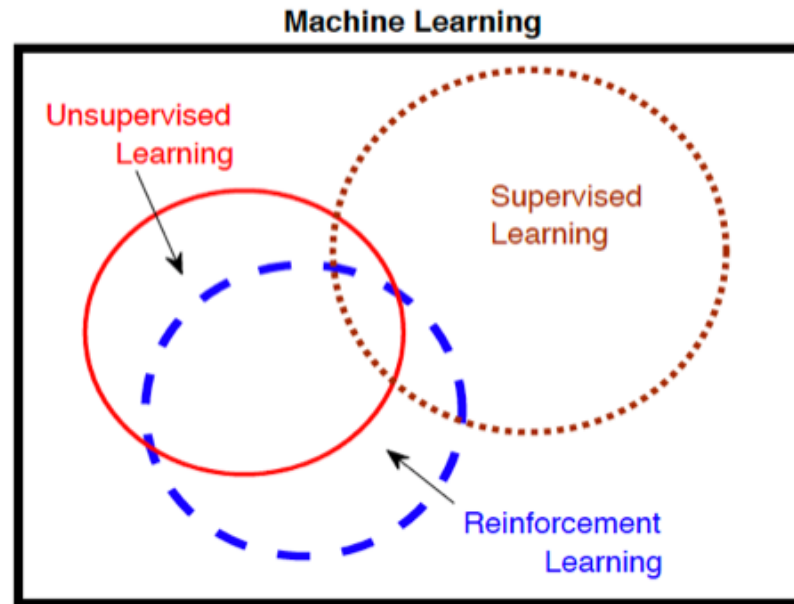 Machine Learning
Unsupervised
Learning
Supervised
Learning
Reinforcement
Learning